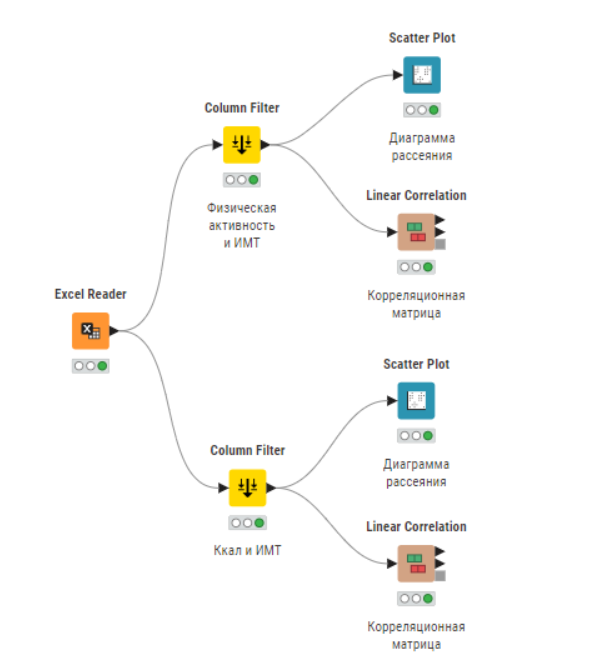 Scatter Plot
Диаграмма
рассеяния
Column Filter
Физическая
активность
и ИМТ
Linear Correlation
Корреляционная
матрица
Excel Reader
X
Scatter Plot
Диаграмма
рассеяния
Column Filter
Ккал и ИМТ
Linear Correlation
Корреляционная
матрица